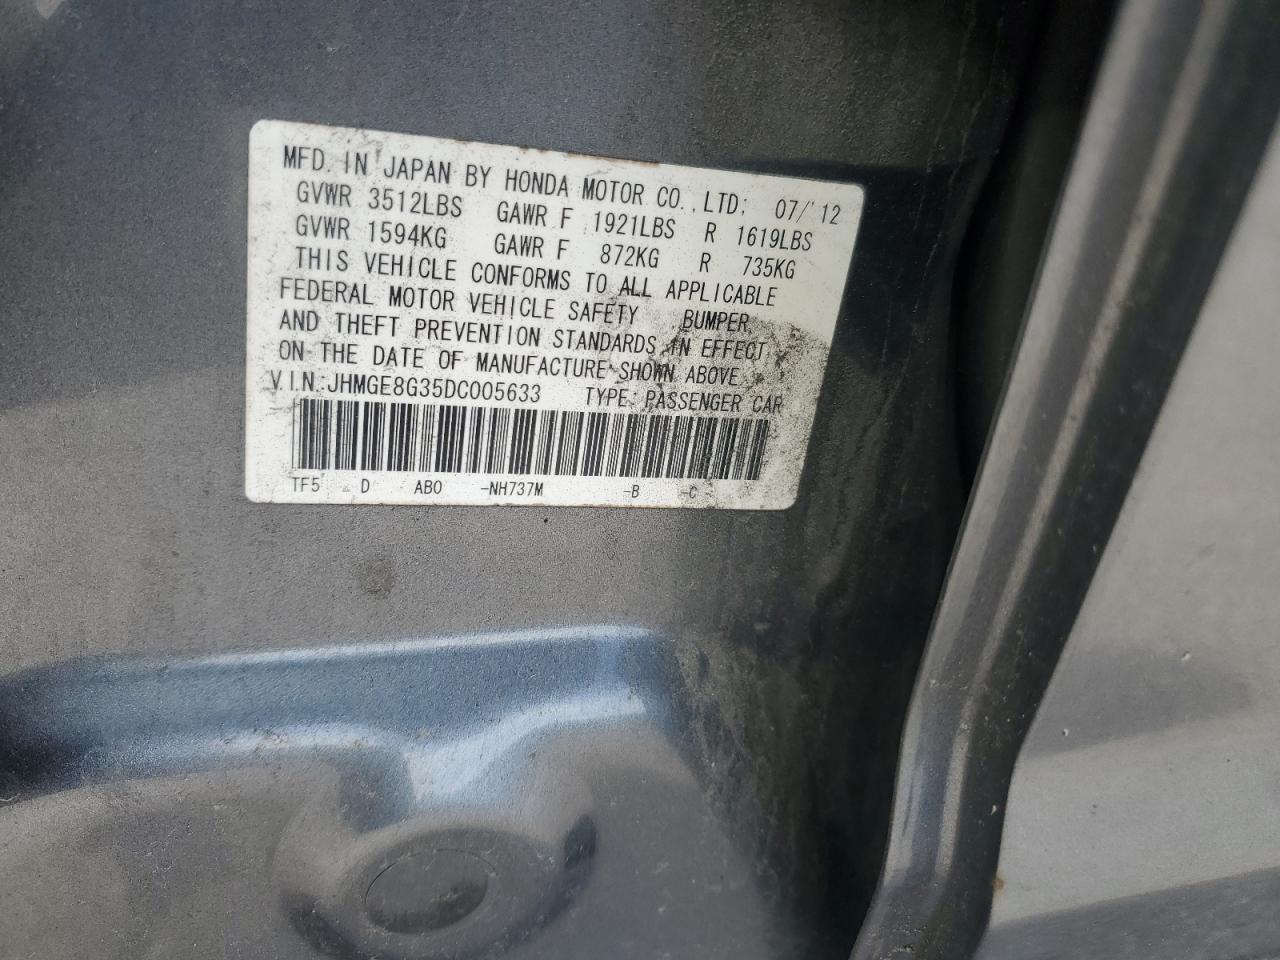 MFD. IN JAPAN BY HONDA MOTOR CO.,LTD; 07/'12
GVWR 3512LBS GAWR F 1921LBS R 1619LBS
GVWR 1594KG GAWR F 872KG R 735KG
THIS VEHICLE CONFORMS TO ALL APPLICABLE
FEDERAL MOTOR VEHICLE SAFETY BUMPER
AND THEFT PREVENTION STANDARDS IN EFFECT
ON THE DATE OF MANUFACTURE SHOWN ABOVE
V.I.N.:JHMGE8G35DC005633 TYPE: PASSENGER CAR
TF5 D AB0 -NH737M -B -C